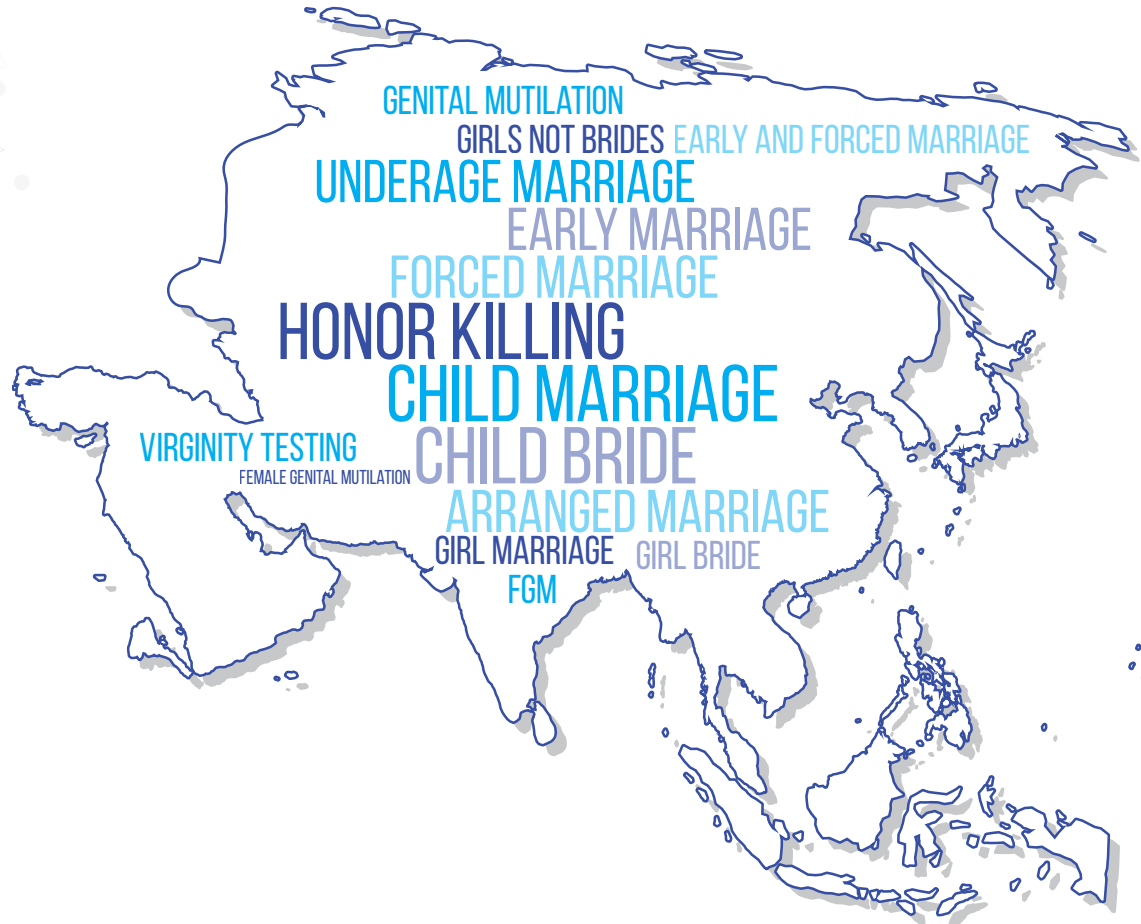 GENITAL MUTILATION
GIRLS NOT BRIDES EARLY AND FORCED MARRIAGE
UNDERAGE MARRIAGE
EARLY MARRIAGE
FORCED MARRIAGE
HONOR KILLING
CHILD MARRIAGE
VIRGINITY TESTING
FEMALE GENITAL MUTILATION CHILD BRIDE
ARRANGED MARRIAGE
GIRL MARRIAGE GIRL BRIDE
FGM